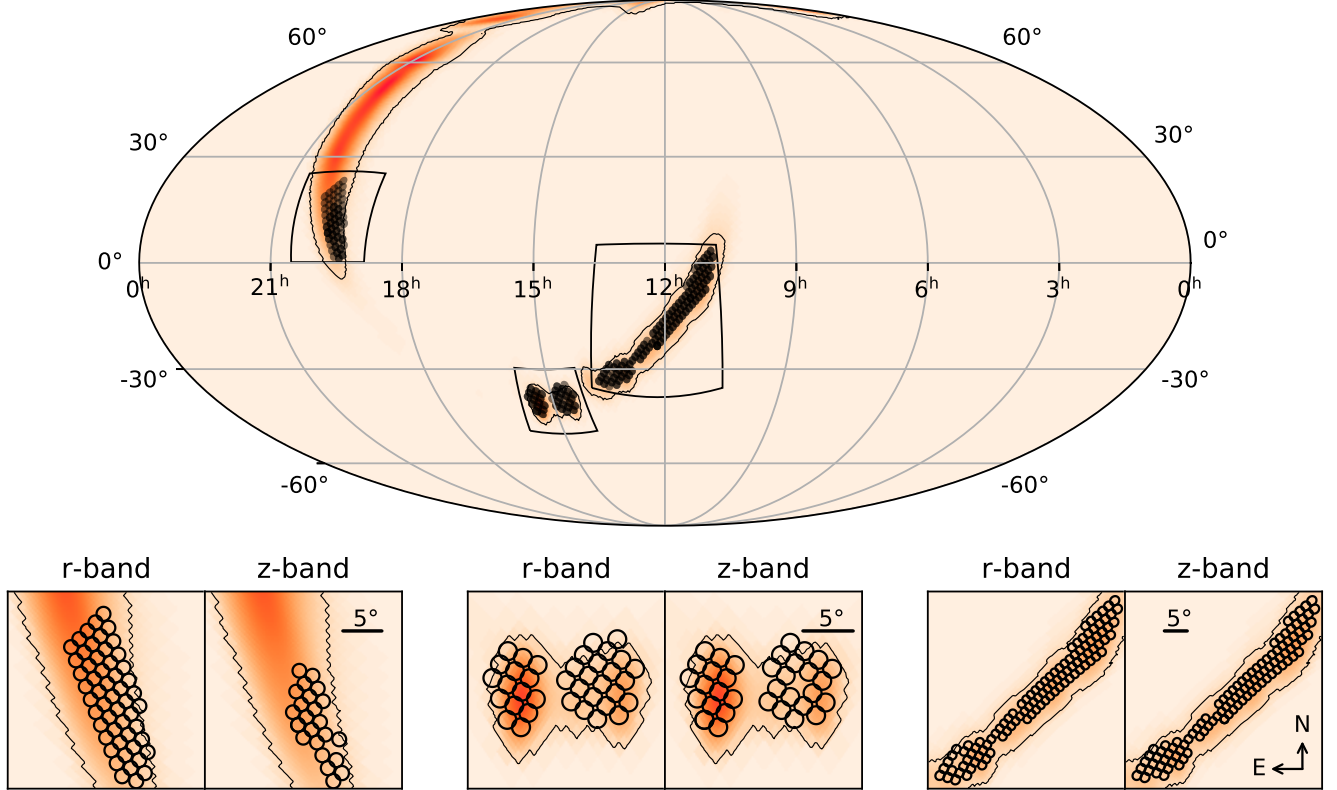 60° 60°
30° 30°
0° 0°
0ʰ 21ʰ 18ʰ 15ʰ 12ʰ 9ʰ 6ʰ 3ʰ 0ʰ
-30° -30°
-60° -60°
r-band z-band r-band z-band r-band z-band
5° 5° 5°
N
E